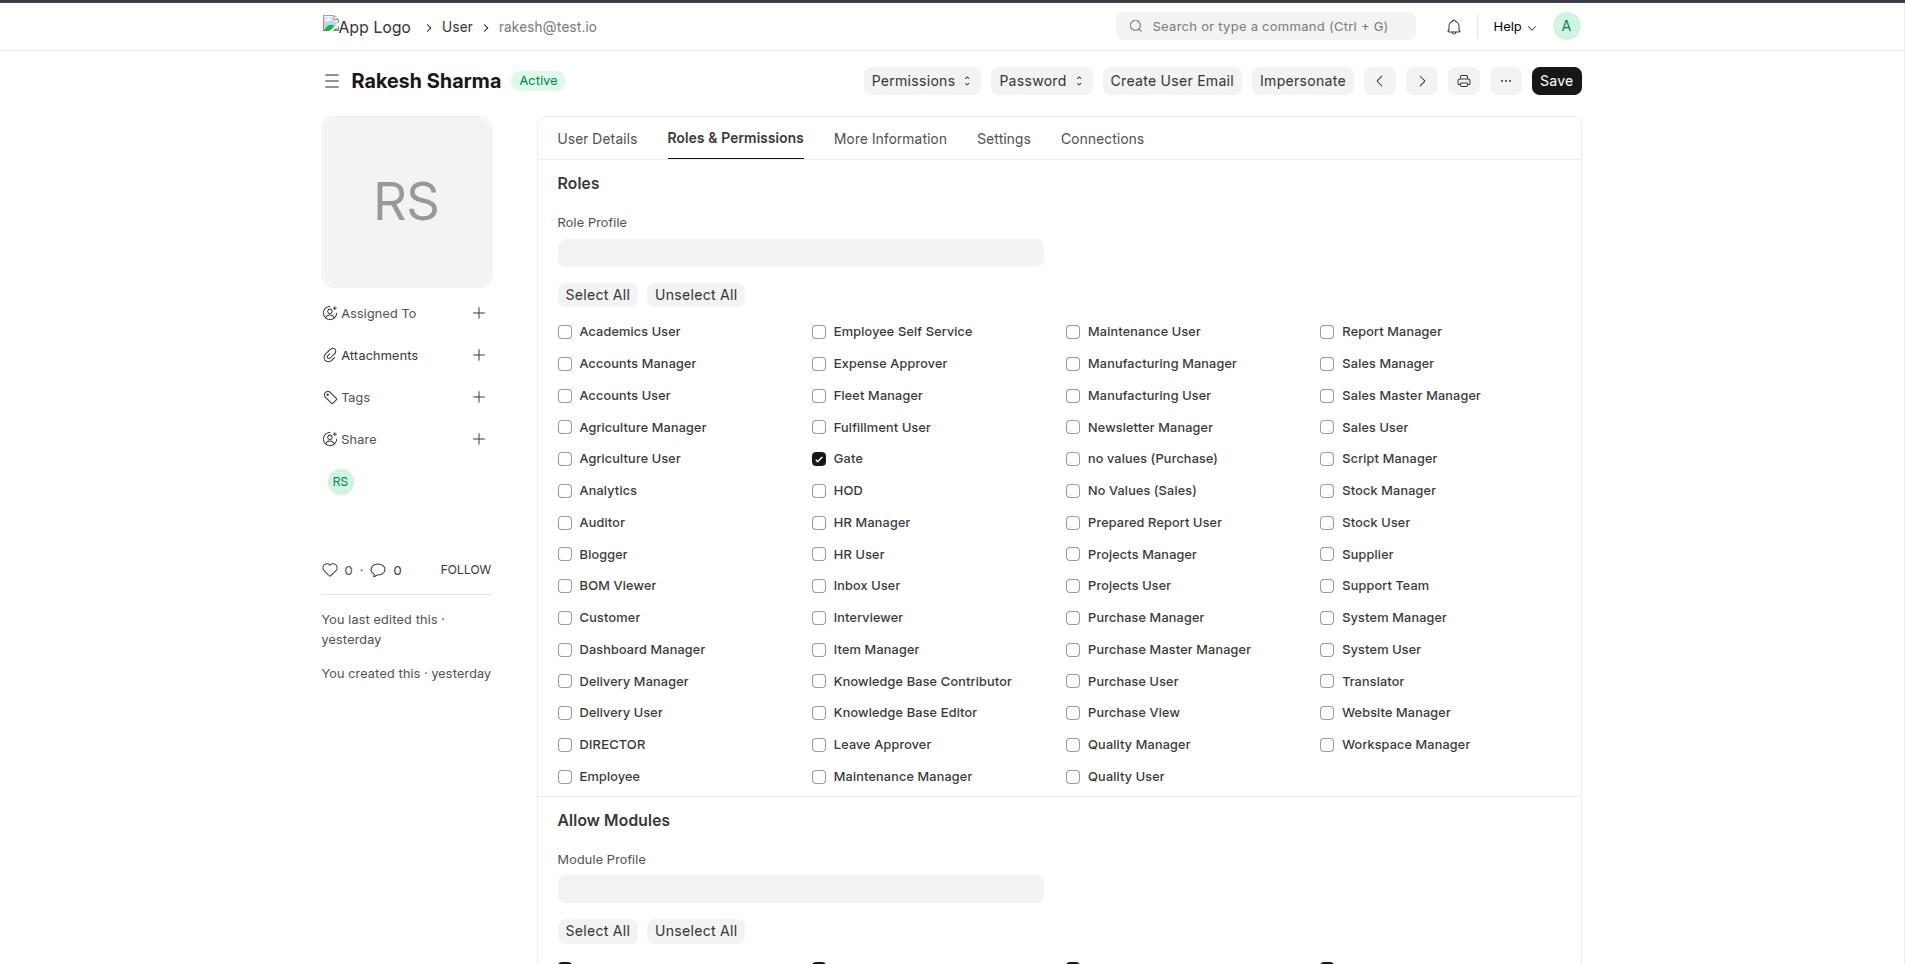 App Logo > User > rakesh@test.io
Search or type a command (Ctrl + G)
Help
A
Rakesh Sharma
Active
Permissions
Password
Create User Email
Impersonate
Save
RS
Assigned To
Attachments
Tags
Share
RS
0 · 0 FOLLOW
You last edited this ·
yesterday
You created this · yesterday
User Details
Roles & Permissions
More Information
Settings
Connections
Roles
Role Profile
Select All
Unselect All
Academics User
Accounts Manager
Accounts User
Agriculture Manager
Agriculture User
Analytics
Auditor
Blogger
BOM Viewer
Customer
Dashboard Manager
Delivery Manager
Delivery User
DIRECTOR
Employee
Employee Self Service
Expense Approver
Fleet Manager
Fulfillment User
Gate
HOD
HR Manager
HR User
Inbox User
Interviewer
Item Manager
Knowledge Base Contributor
Knowledge Base Editor
Leave Approver
Maintenance Manager
Maintenance User
Manufacturing Manager
Manufacturing User
Newsletter Manager
no values (Purchase)
No Values (Sales)
Prepared Report User
Projects Manager
Projects User
Purchase Manager
Purchase Master Manager
Purchase User
Purchase View
Quality Manager
Quality User
Report Manager
Sales Manager
Sales Master Manager
Sales User
Script Manager
Stock Manager
Stock User
Supplier
Support Team
System Manager
System User
Translator
Website Manager
Workspace Manager
Allow Modules
Module Profile
Select All
Unselect All